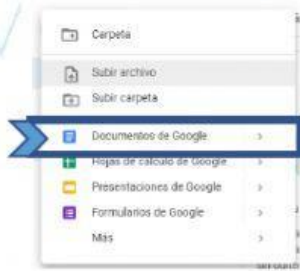 Carpeta
Subir archivo
Subir carpeta
Documentos de Google
Hojas de cálculo de Google
Presentaciones de Google
Formularios de Google
Más